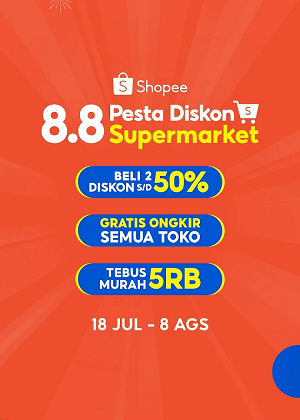 Shopee
8.8 Pesta Diskon
Supermarket
BELI 2
DISKON S/D 50%
GRATIS ONGKIR
SEMUA TOKO
TEBUS
MURAH 5RB
18 JUL - 8 AGS